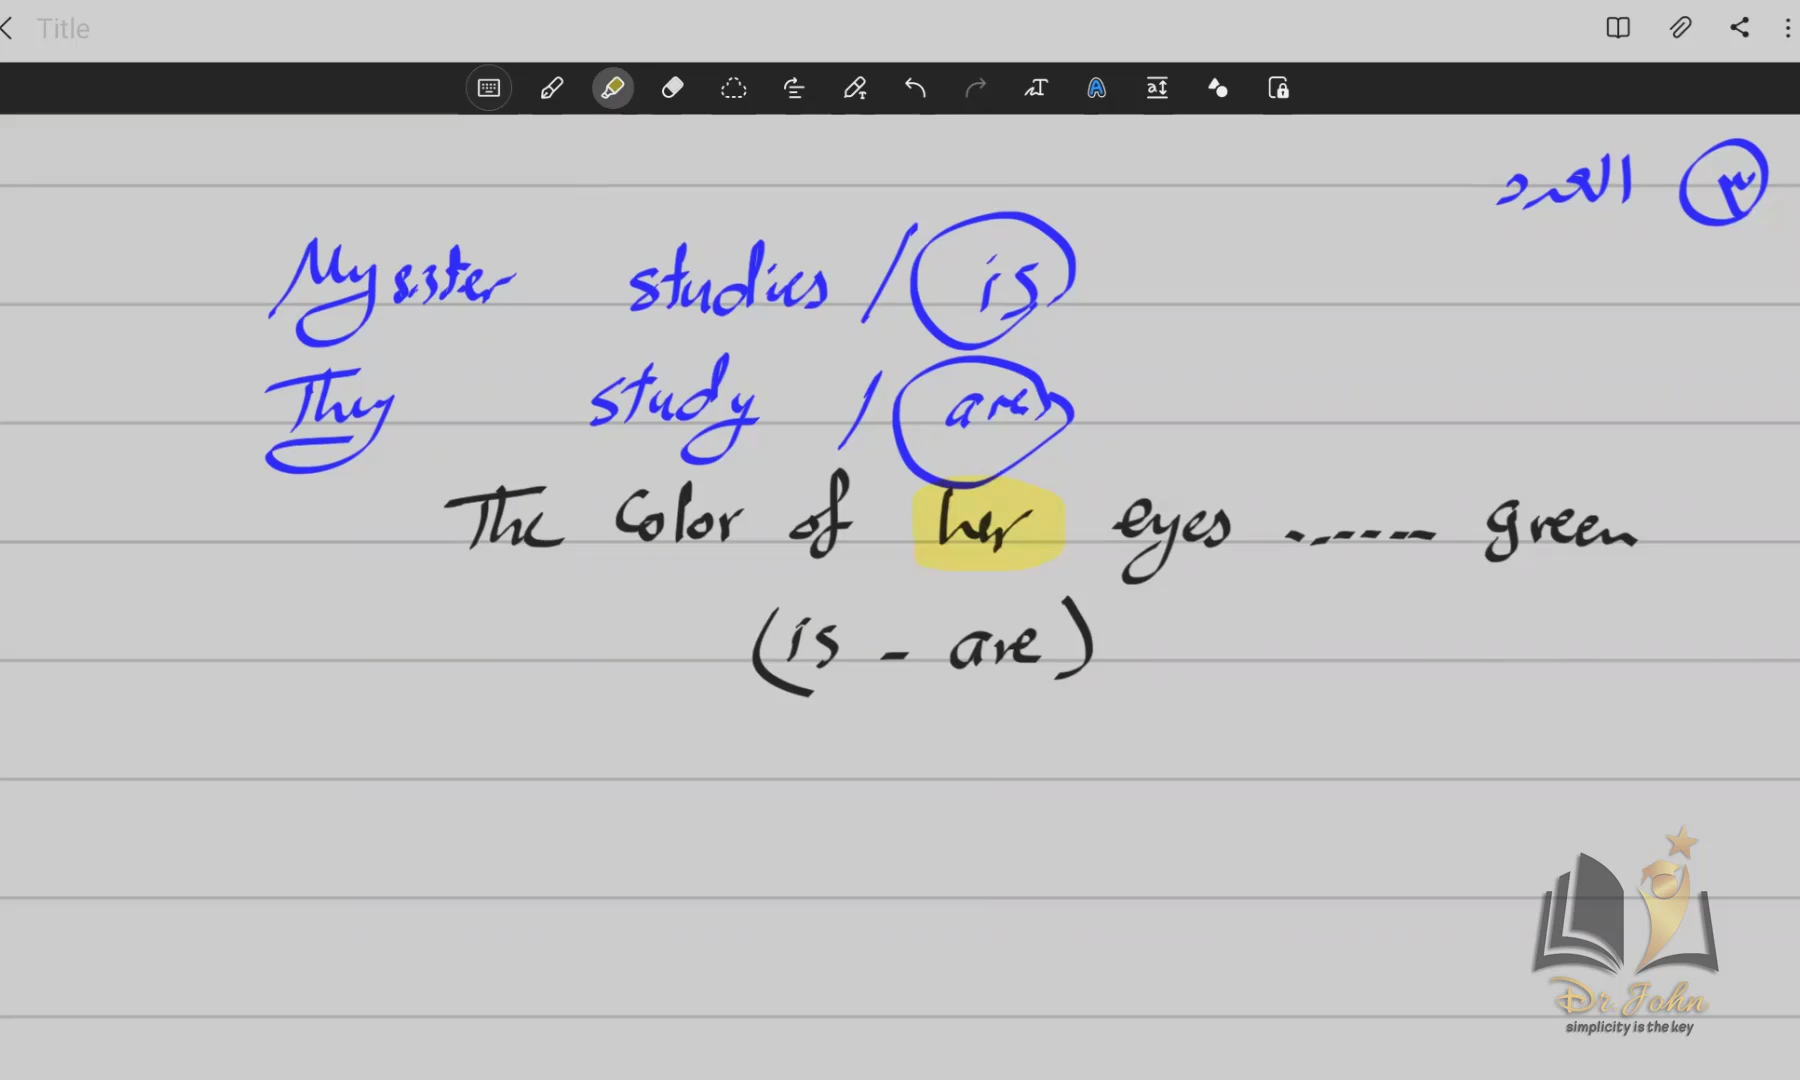 Title
٣ العدد
My sister studies / is
They study / are
The Color of her eyes ------ green
(is - are)
Dr. John
simplicity is the key